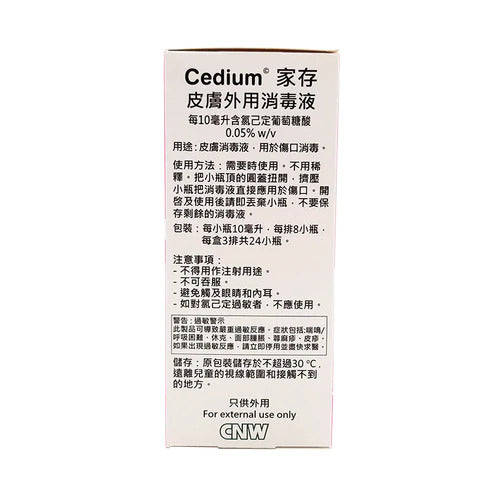 Cedium© 家存
皮膚外用消毒液
每10毫升含氯己定葡萄糖酸
0.05% w/v
用途：皮膚消毒液，用於傷口消毒。
使用方法：需要時使用。不用稀
釋。把小瓶頂的圓蓋扭開，擠壓
小瓶把消毒液直接應用於傷口。開
啓及使用後請即丟棄小瓶，不要保
存剩餘的消毒液。
包裝：每小瓶10毫升，每排8小瓶，
每盒3排共24小瓶。
注意事項：
- 不得用作注射用途。
- 不可吞服。
- 避免觸及眼睛和內耳。
- 如對氯己定過敏者，不應使用。
警告：過敏警示
此製品可導致嚴重過敏反應。症狀包括:喘鳴/
呼吸困難、休克、面部腫脹、蕁麻疹、皮疹。
如果出現過敏反應，請立即停用並盡快求醫。
儲存：原包裝儲存於不超過30 °C，
遠離兒童的視線範圍和接觸不到
的地方。
只供外用
For external use only
CNW